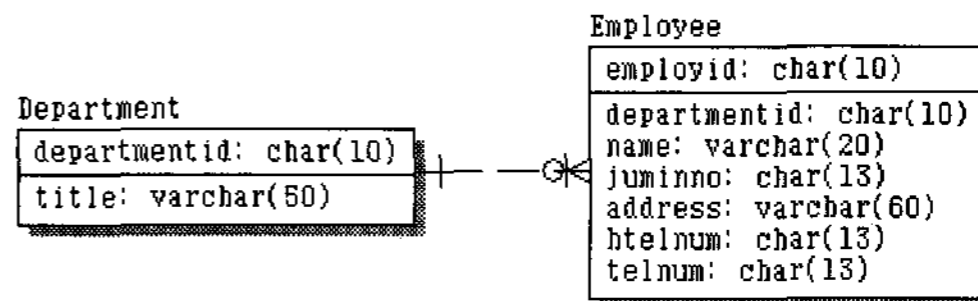 Department
departmentid: char(10)
title: varchar(50)
Employee
employid: char(10)
departmentid: char(10)
name: varchar(20)
juminno: char(13)
address: varchar(60)
htelnum: char(13)
telnum: char(13)